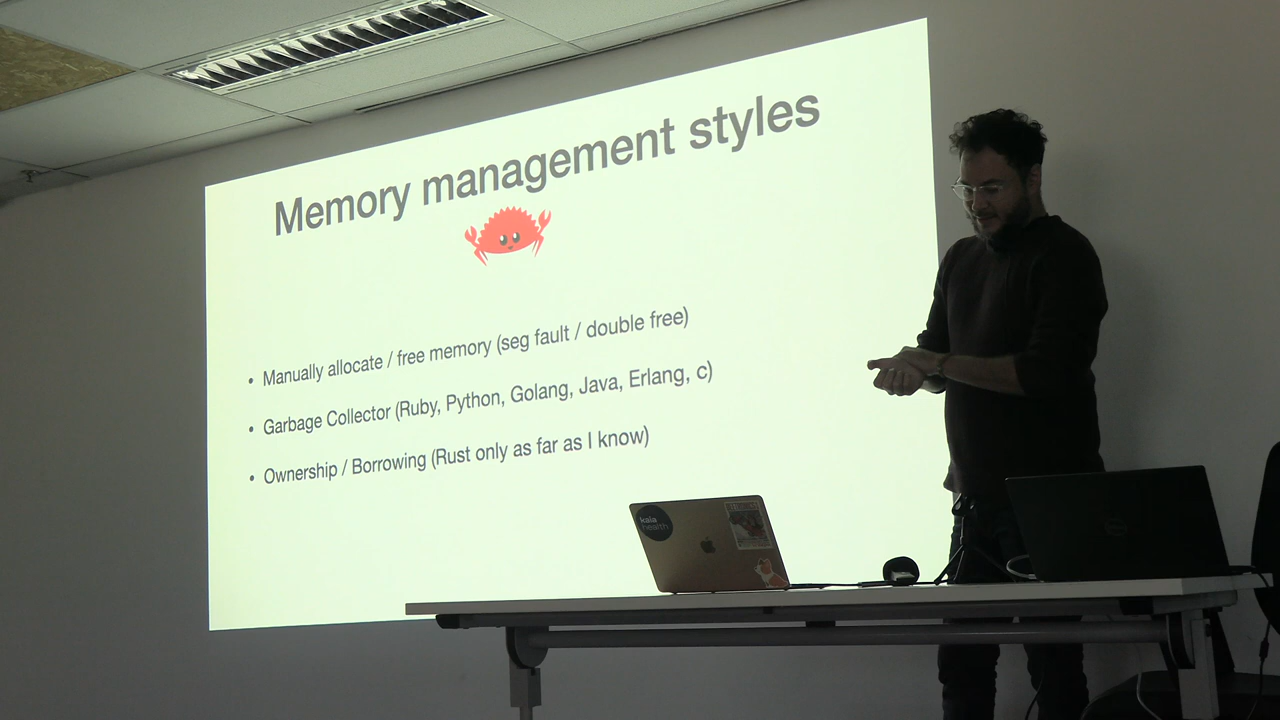 Memory management styles
• Manually allocate / free memory (seg fault / double free)
• Garbage Collector (Ruby, Python, Golang, Java, Erlang, c)
• Ownership / Borrowing (Rust only as far as I know)
kaia
health